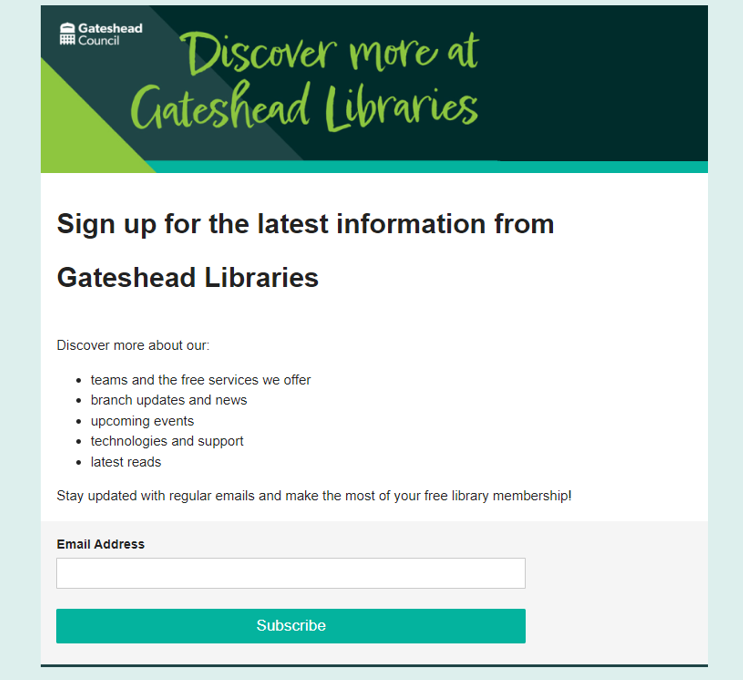 Gateshead
Council
Discover more at
Gateshead Libraries
Sign up for the latest information from
Gateshead Libraries
Discover more about our:
• teams and the free services we offer
• branch updates and news
• upcoming events
• technologies and support
• latest reads
Stay updated with regular emails and make the most of your free library membership!
Email Address
Subscribe